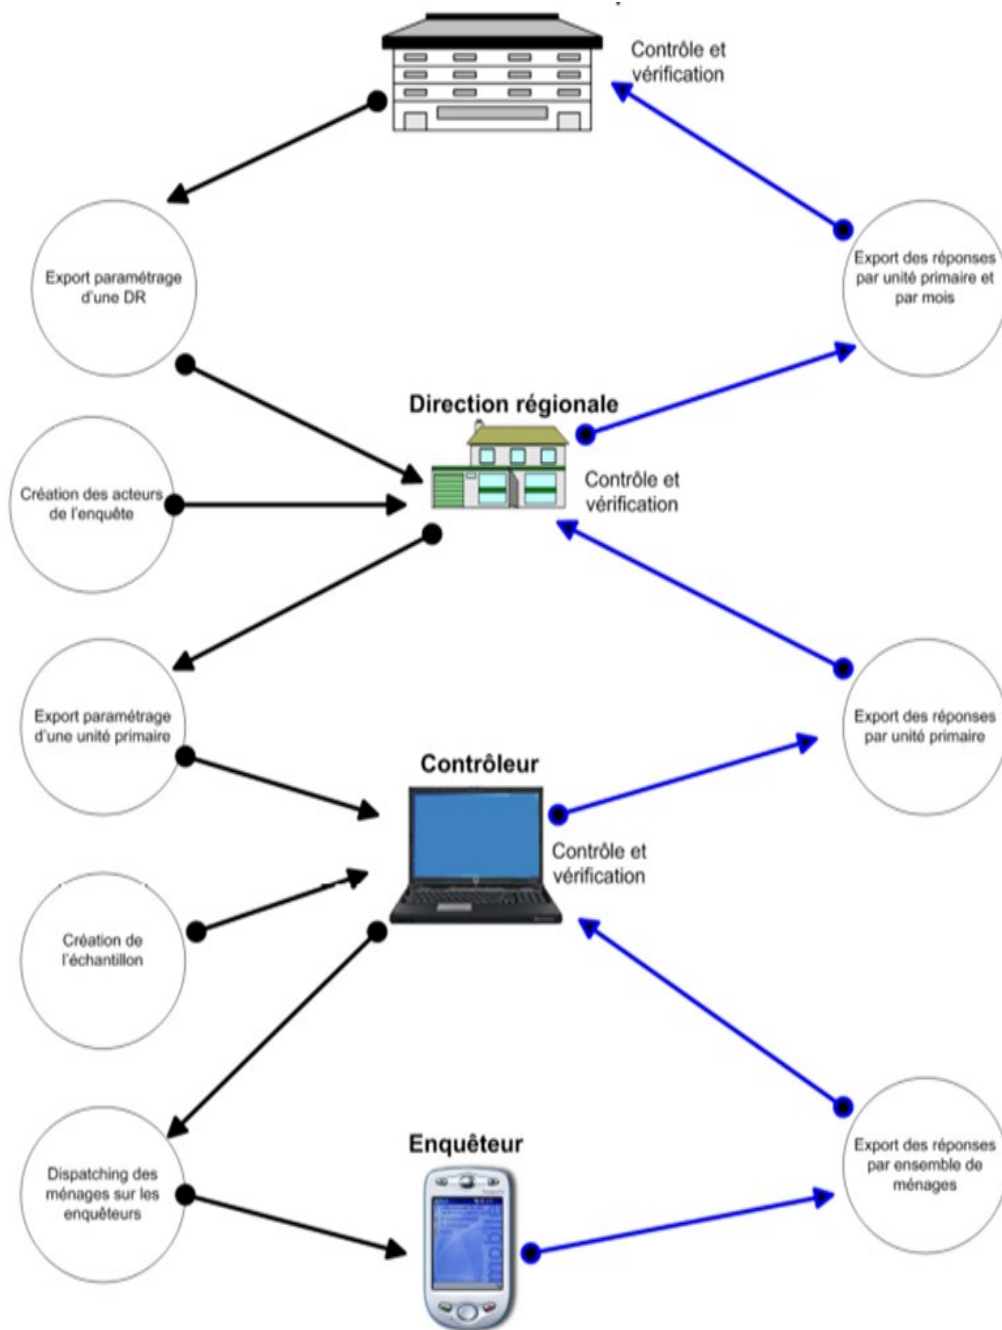 Contrôle et
vérification
Export paramétrage
d'une DR
Export des réponses
par unité primaire et
par mois
Direction régionale
Contrôle et
vérification
Création des acteurs
de l'enquête
Export paramétrage
d'une unité primaire
Export des réponses
par unité primaire
Contrôleur
Contrôle et
vérification
Création de
l'échantillon
Enquêteur
Dispatching des
ménages sur les
enquêteurs
Export des réponses
par ensemble de
ménages
mobile